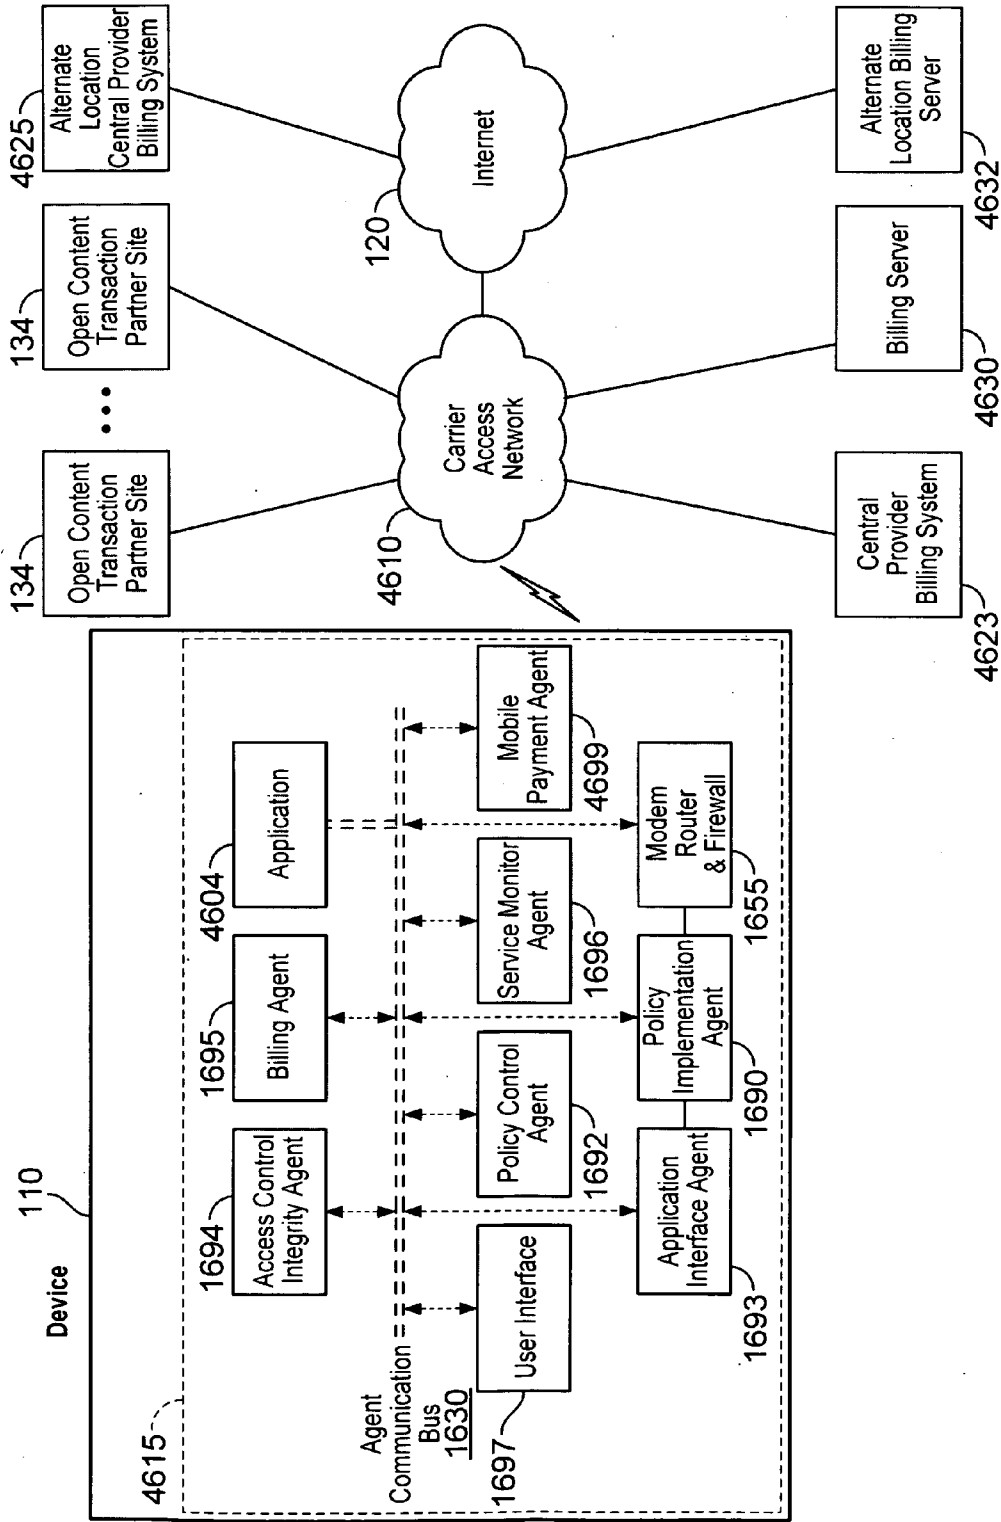 Device
110
4615
1694
Access Control
Integrity Agent
1695
Billing Agent
4604
Application
Agent
Communication
Bus
1630
User Interface
1697
Policy Control
Agent
1692
Service Monitor
Agent
1696
Mobile
Payment Agent
4699
Application
Interface Agent
1693
Policy
Implementation
Agent
1690
Modem
Router
& Firewall
1655
134
Open Content
Transaction
Partner Site
134
Open Content
Transaction
Partner Site
4625
Alternate
Location
Central Provider
Billing System
4610
Carrier
Access
Network
120
Internet
Central
Provider
Billing System
4623
Billing Server
4630
Alternate
Location Billing
Server
4632